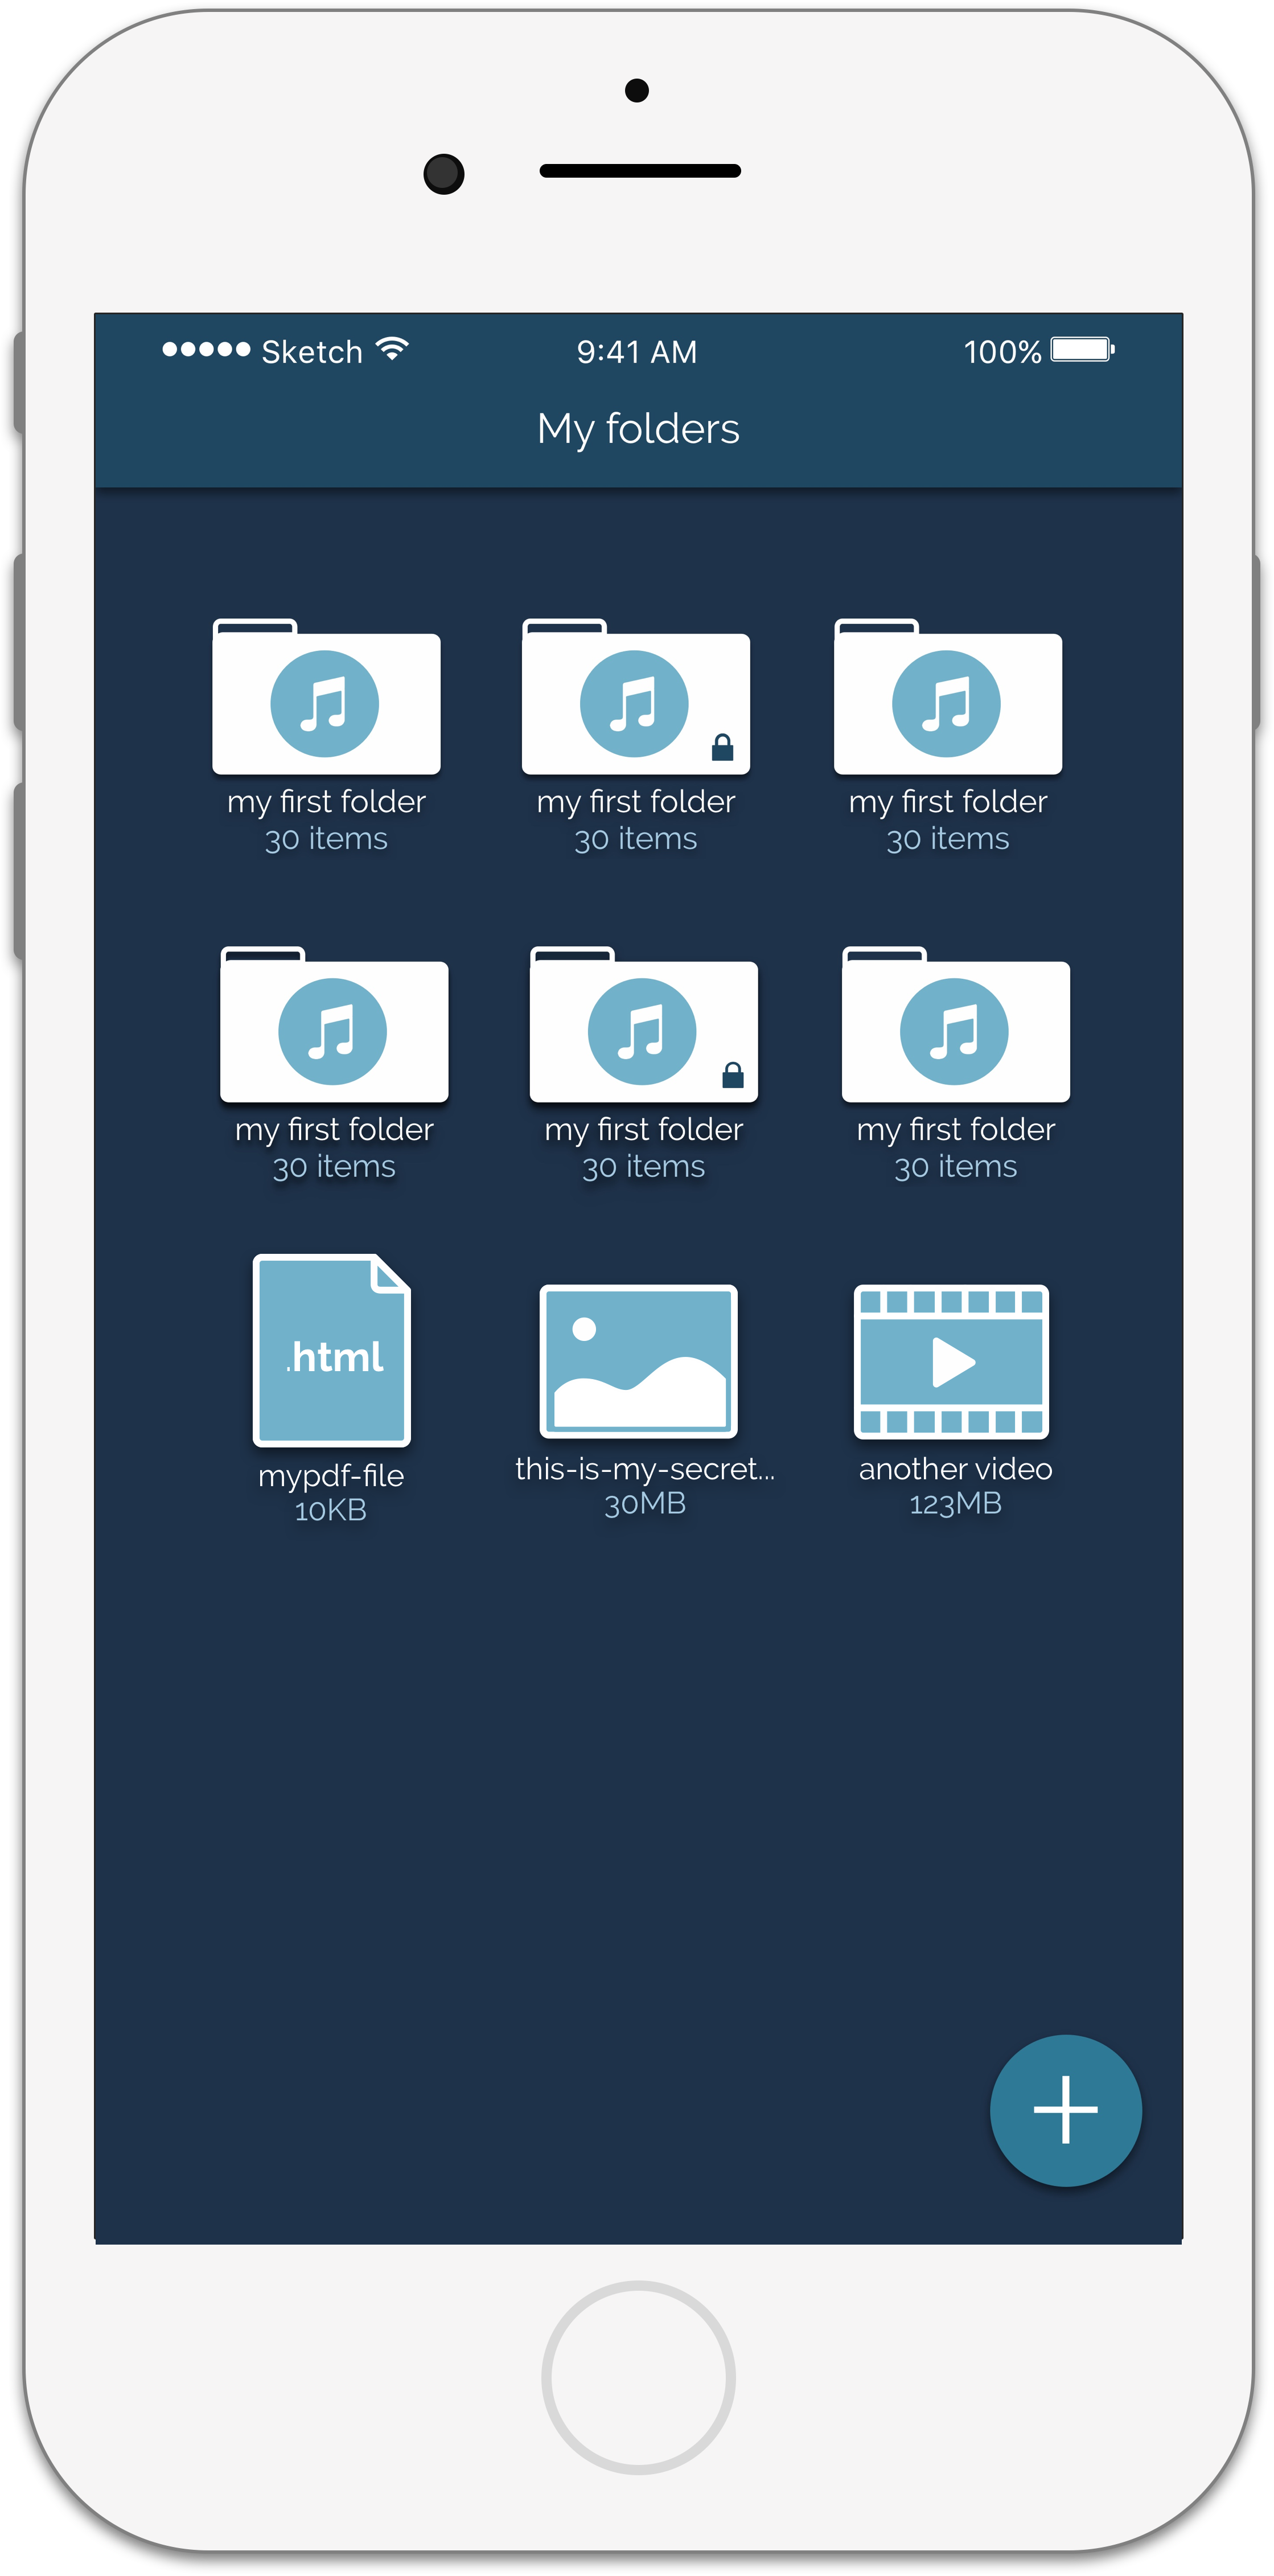 Sketch 9:41 AM 100%
My folders
my first folder my first folder my first folder
30 items 30 items 30 items
my first folder my first folder my first folder
30 items 30 items 30 items
.html
mypdf-file this-is-my-secret... another video
10KB 30MB 123MB